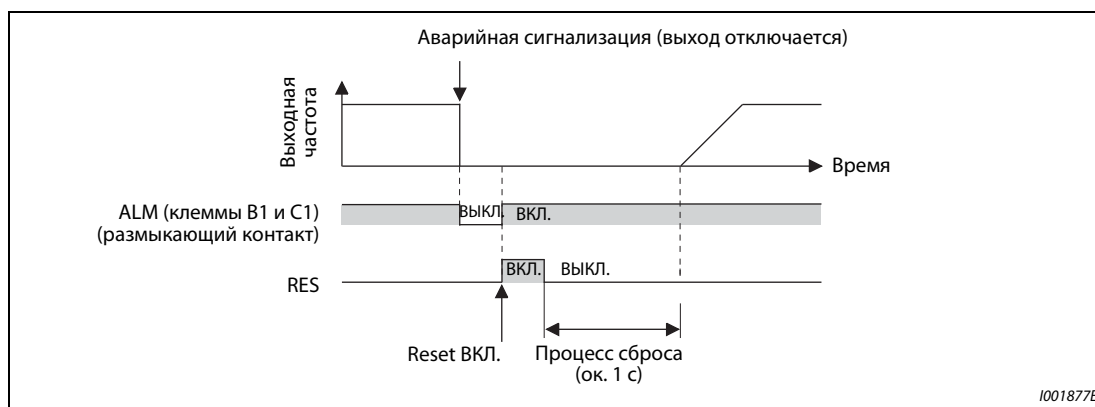 Аварийная сигнализация (выход отключается)
Выходная
частота
Время
ALM (клеммы B1 и C1)
(размыкающий контакт)
ВЫКЛ.
ВКЛ.
RES
ВКЛ.
ВЫКЛ.
Reset ВКЛ.
Процесс сброса
(ок. 1 с)
I001877E